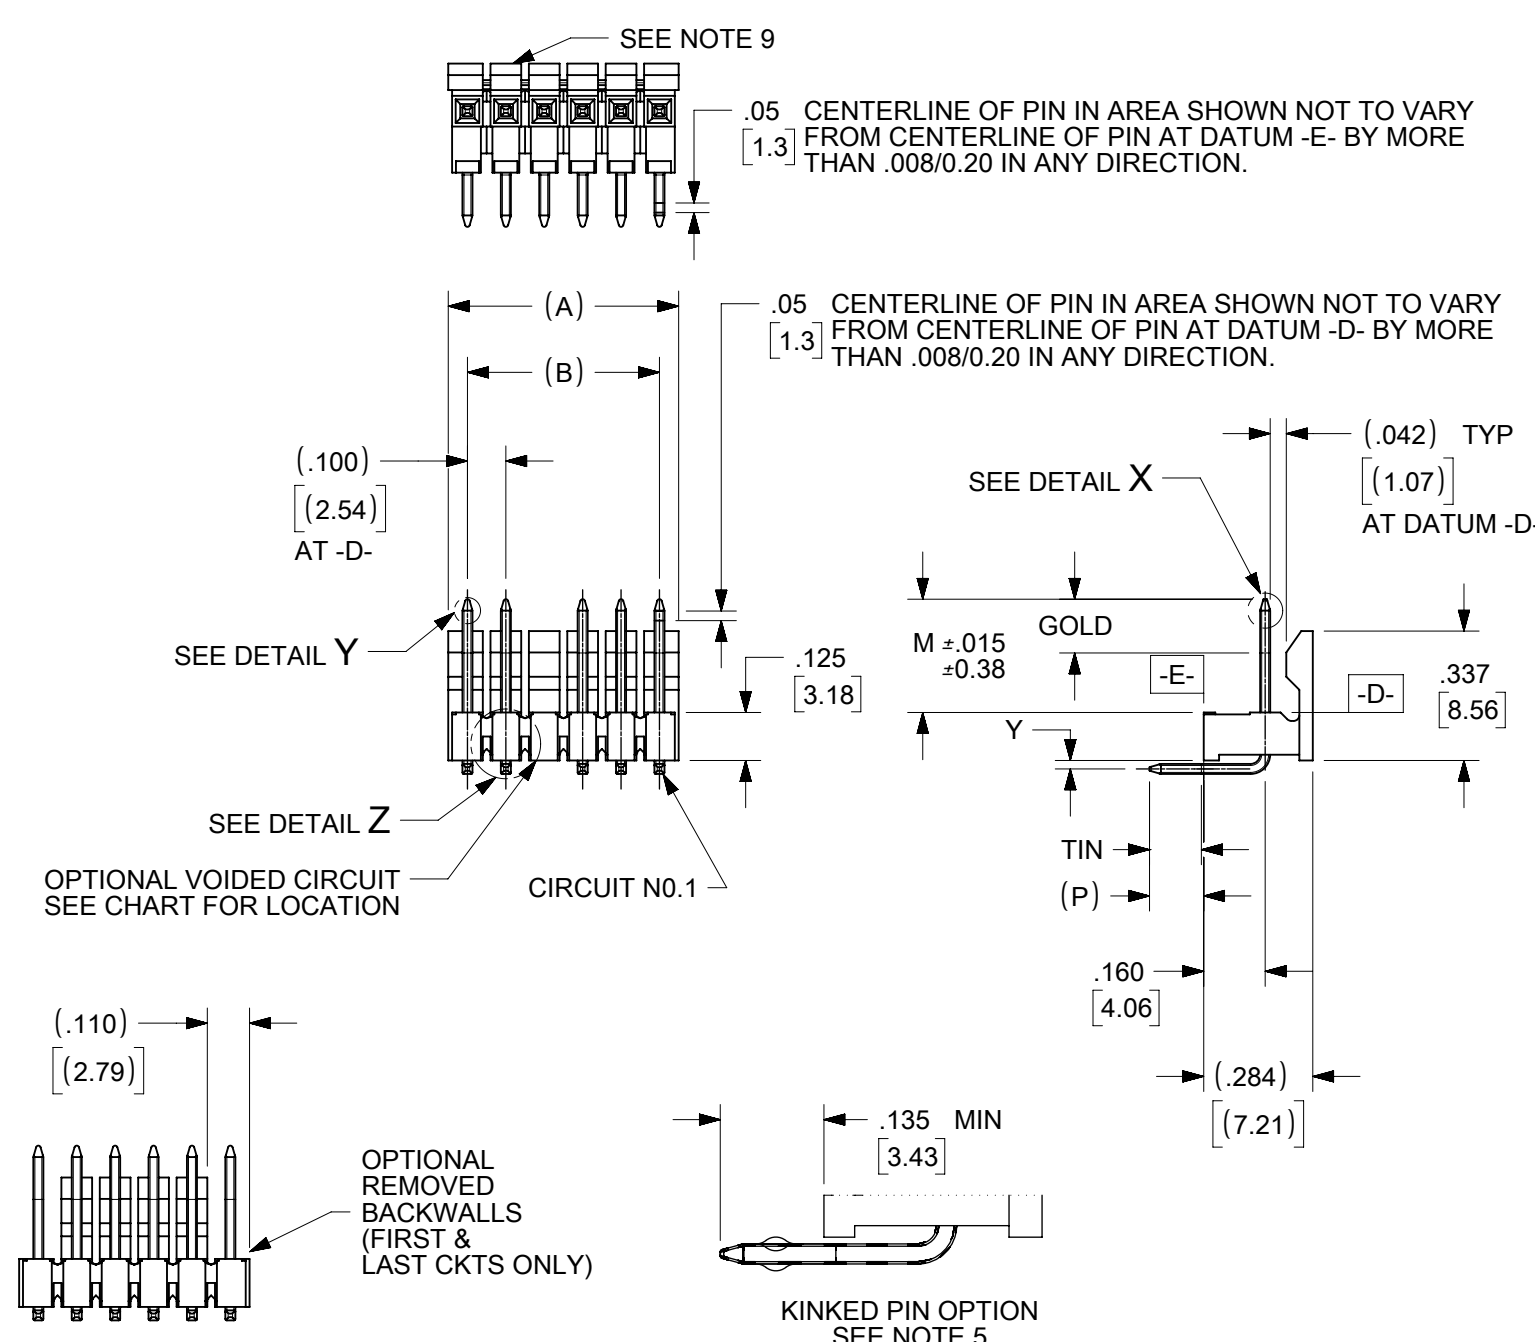 SEE NOTE 9
.05 CENTERLINE OF PIN IN AREA SHOWN NOT TO VARY
[1.3] FROM CENTERLINE OF PIN AT DATUM -E- BY MORE
THAN .008/0.20 IN ANY DIRECTION.
(A)
.05 CENTERLINE OF PIN IN AREA SHOWN NOT TO VARY
[1.3] FROM CENTERLINE OF PIN AT DATUM -D- BY MORE
THAN .008/0.20 IN ANY DIRECTION.
(B)
(.100)
[(2.54)]
AT -D-
(.042) TYP
[(1.07)]
AT DATUM -D-
SEE DETAIL X
SEE DETAIL Y
M ±.015
±0.38
GOLD
-E-
-D-
.125
[3.18]
.337
[8.56]
Y
SEE DETAIL Z
OPTIONAL VOIDED CIRCUIT
SEE CHART FOR LOCATION
CIRCUIT N0.1
TIN
(P)
.160
[4.06]
(.284)
[(7.21)]
(.110)
[(2.79)]
OPTIONAL
REMOVED
BACKWALLS
(FIRST &
LAST CKTS ONLY)
.135 MIN
[3.43]
KINKED PIN OPTION
SEE NOTE 5